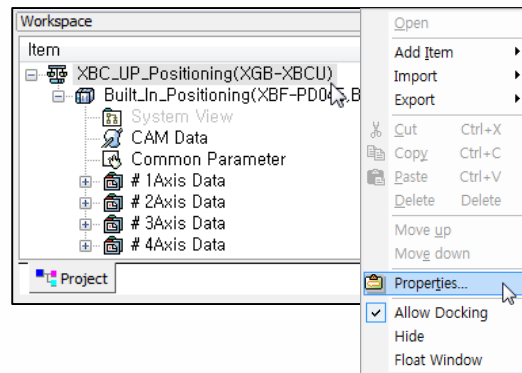 Workspace
Item
XBC_UP_Positioning(XGB-XBCU)
Built_In_Positioning(XBF-PD04
System View
CAM Data
Common Parameter
# 1Axis Data
# 2Axis Data
# 3Axis Data
# 4Axis Data
Project
Open
Add Item
Import
Export
Cut Ctrl+X
Copy Ctrl+C
Paste Ctrl+V
Delete Delete
Move up
Move down
Properties...
Allow Docking
Hide
Float Window